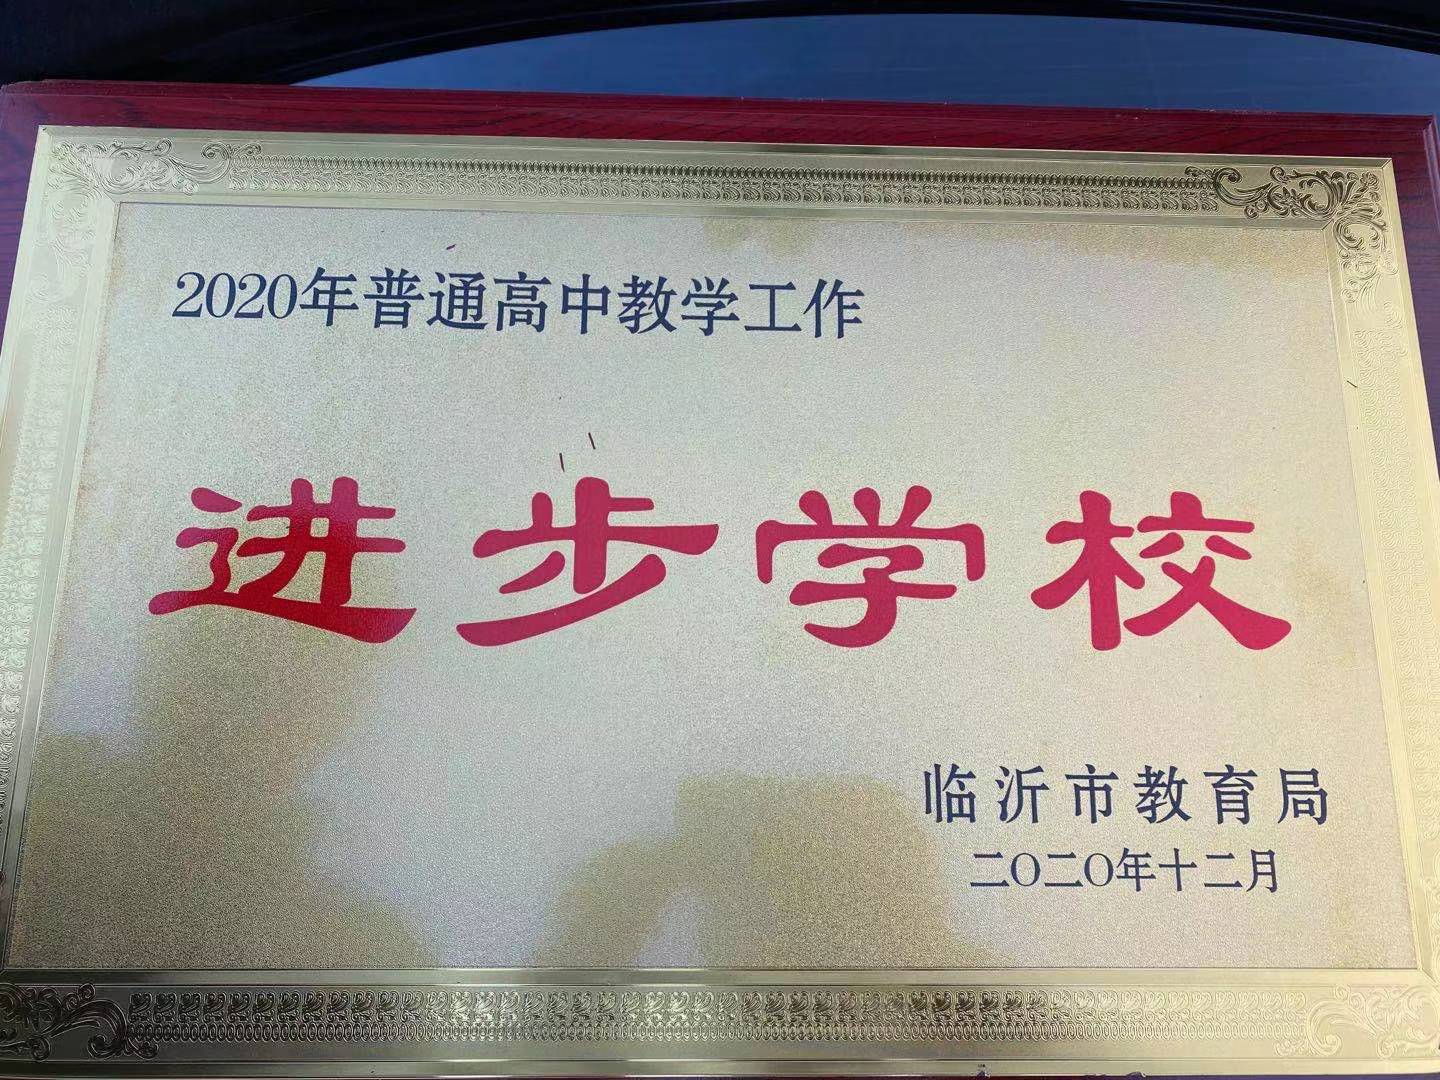 2020年普通高中教学工作
进步学校
临沂市教育局
二〇二〇年十二月